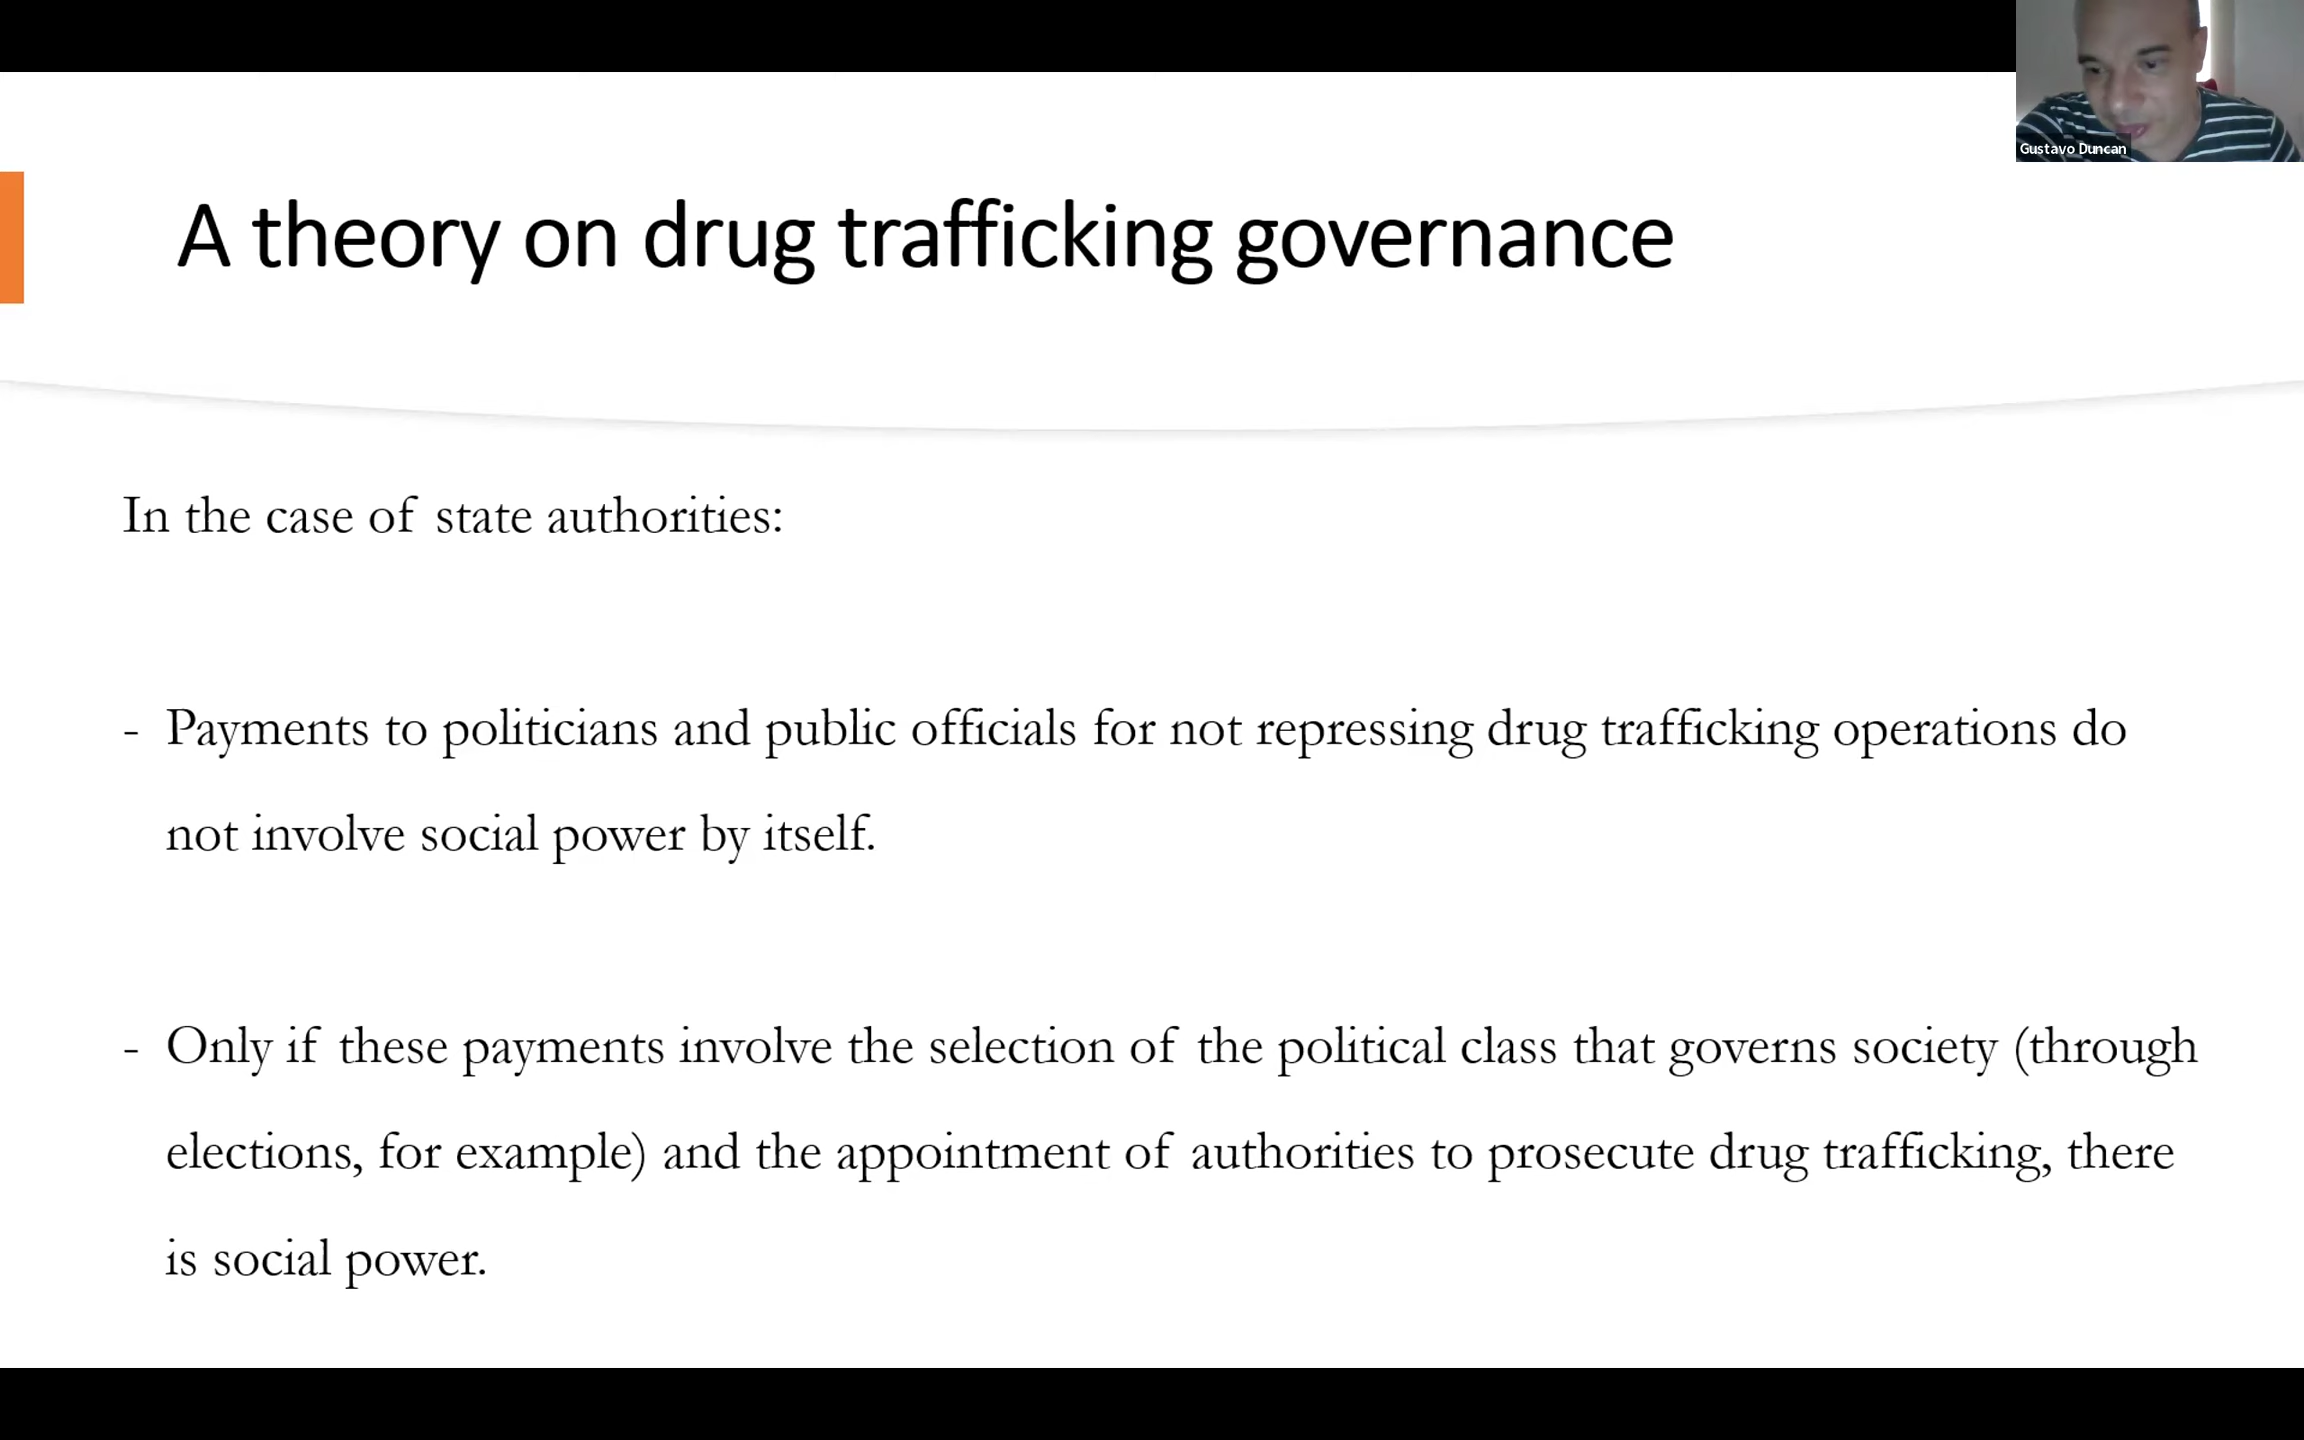 Gustavo Duncan
A theory on drug trafficking governance
In the case of state authorities:
- Payments to politicians and public officials for not repressing drug trafficking operations do
not involve social power by itself.
- Only if these payments involve the selection of the political class that governs society (through
elections, for example) and the appointment of authorities to prosecute drug trafficking, there
is social power.